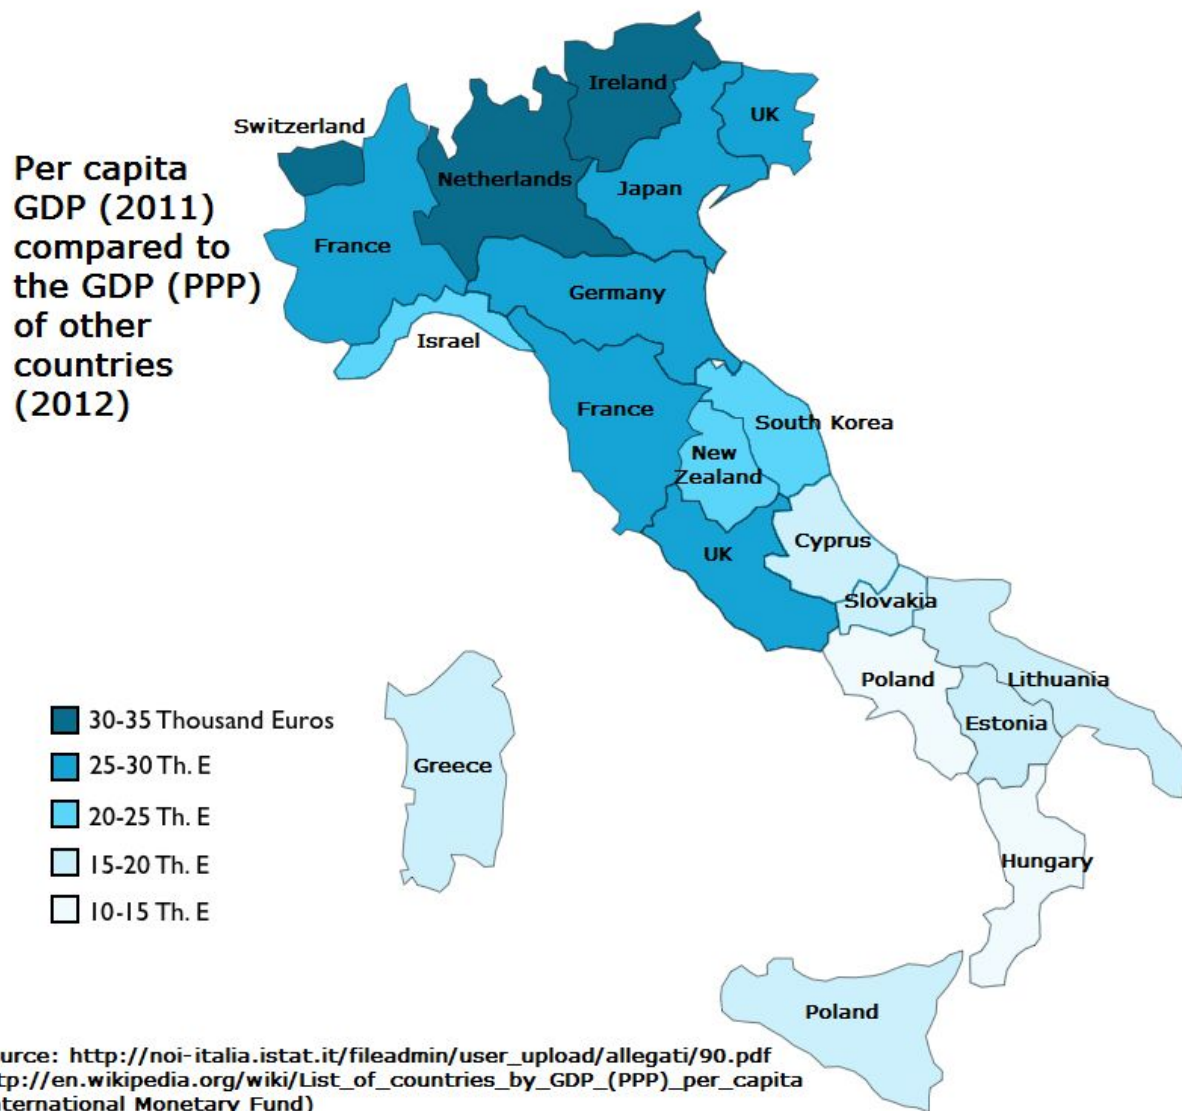 Ireland
UK
Switzerland
Per capita
GDP (2011)
compared to
the GDP (PPP)
of other
countries
(2012)
Netherlands
Japan
France
Germany
Israel
France
South Korea
New
Zealand
Cyprus
UK
Slovakia
Poland
Lithuania
Estonia
Greece
Hungary
Poland
30-35 Thousand Euros
25-30 Th. E
20-25 Th. E
15-20 Th. E
10-15 Th. E
urce: http://noi-italia.istat.it/fileadmin/user_upload/allegati/90.pdf
tp://en.wikipedia.org/wiki/List_of_countries_by_GDP_(PPP)_per_capita
nternational Monetary Fund)